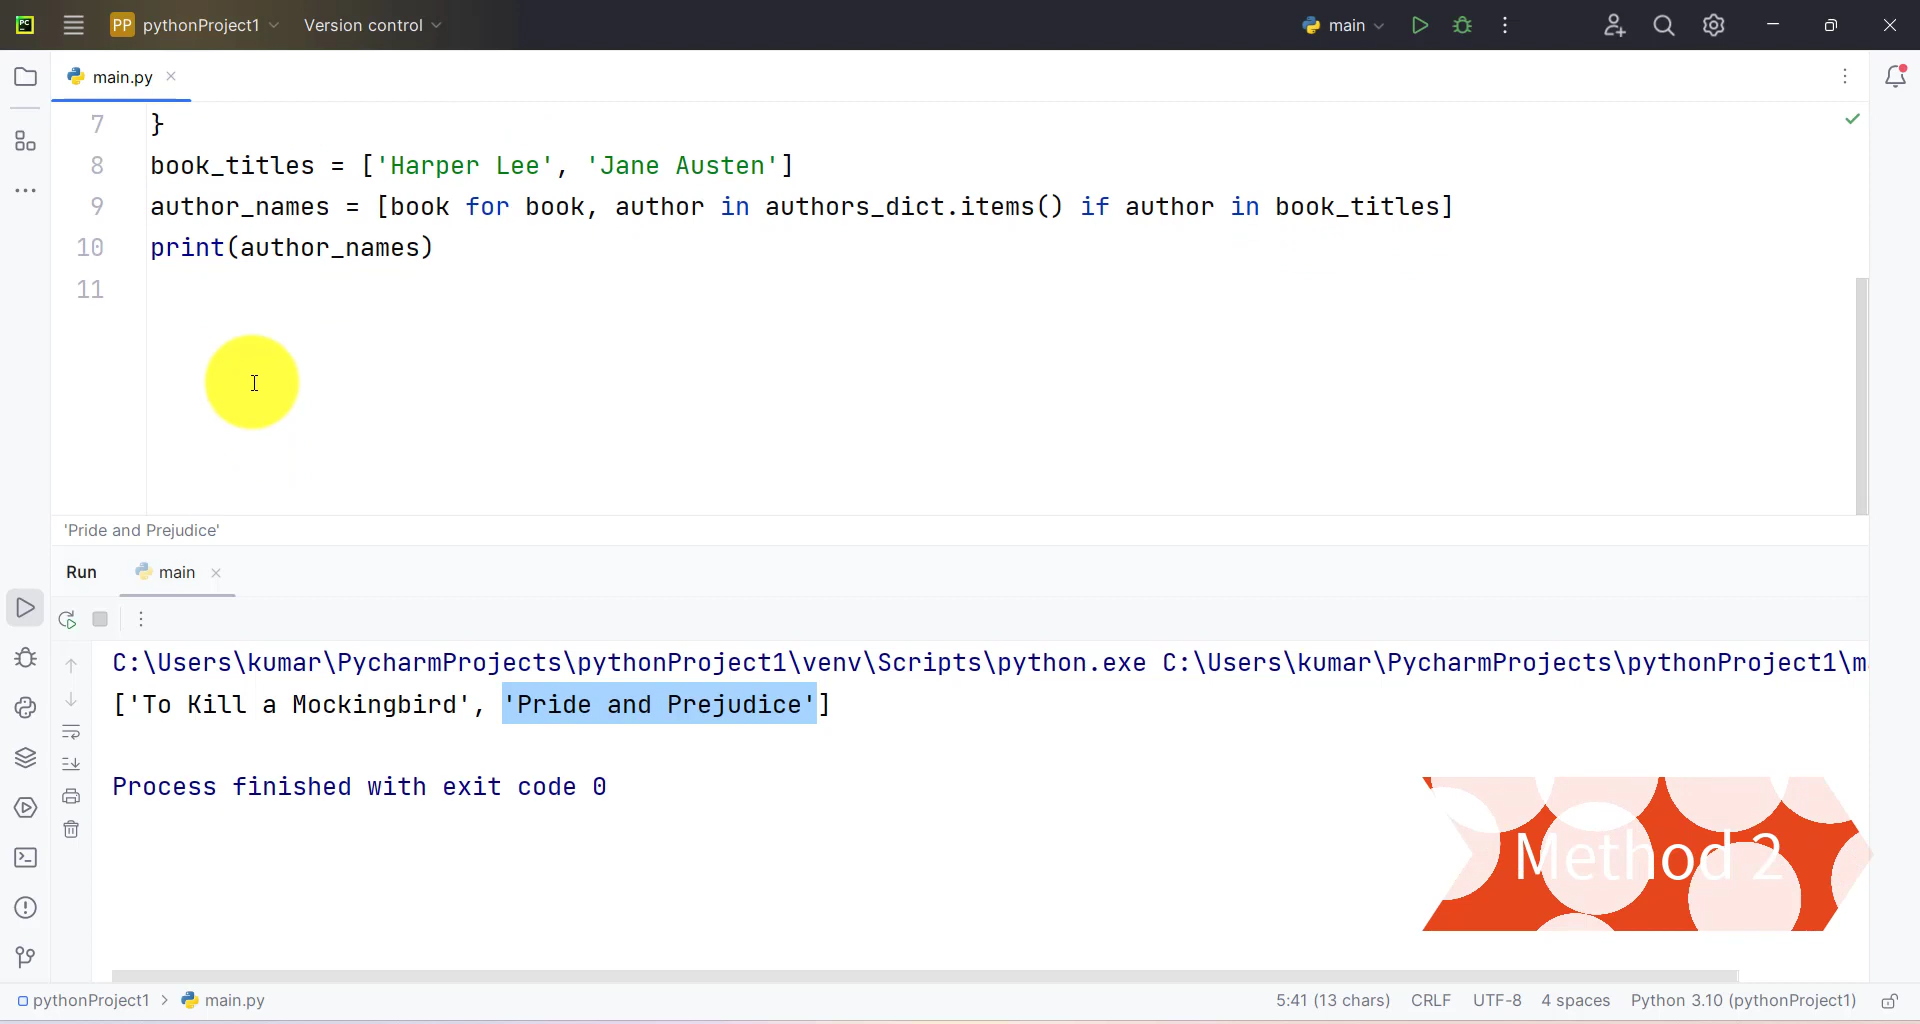 PC
PP pythonProject1
Version control
main
main.py
7 }
8 book_titles = ['Harper Lee', 'Jane Austen']
9 author_names = [book for book, author in authors_dict.items() if author in book_titles]
10 print(author_names)
11
'Pride and Prejudice'
Run main
C:\Users\kumar\PycharmProjects\pythonProject1\venv\Scripts\python.exe C:\Users\kumar\PycharmProjects\pythonProject1\m
['To Kill a Mockingbird', 'Pride and Prejudice']
Process finished with exit code 0
Method 2
pythonProject1 > main.py
5:41 (13 chars) CRLF UTF-8 4 spaces Python 3.10 (pythonProject1)